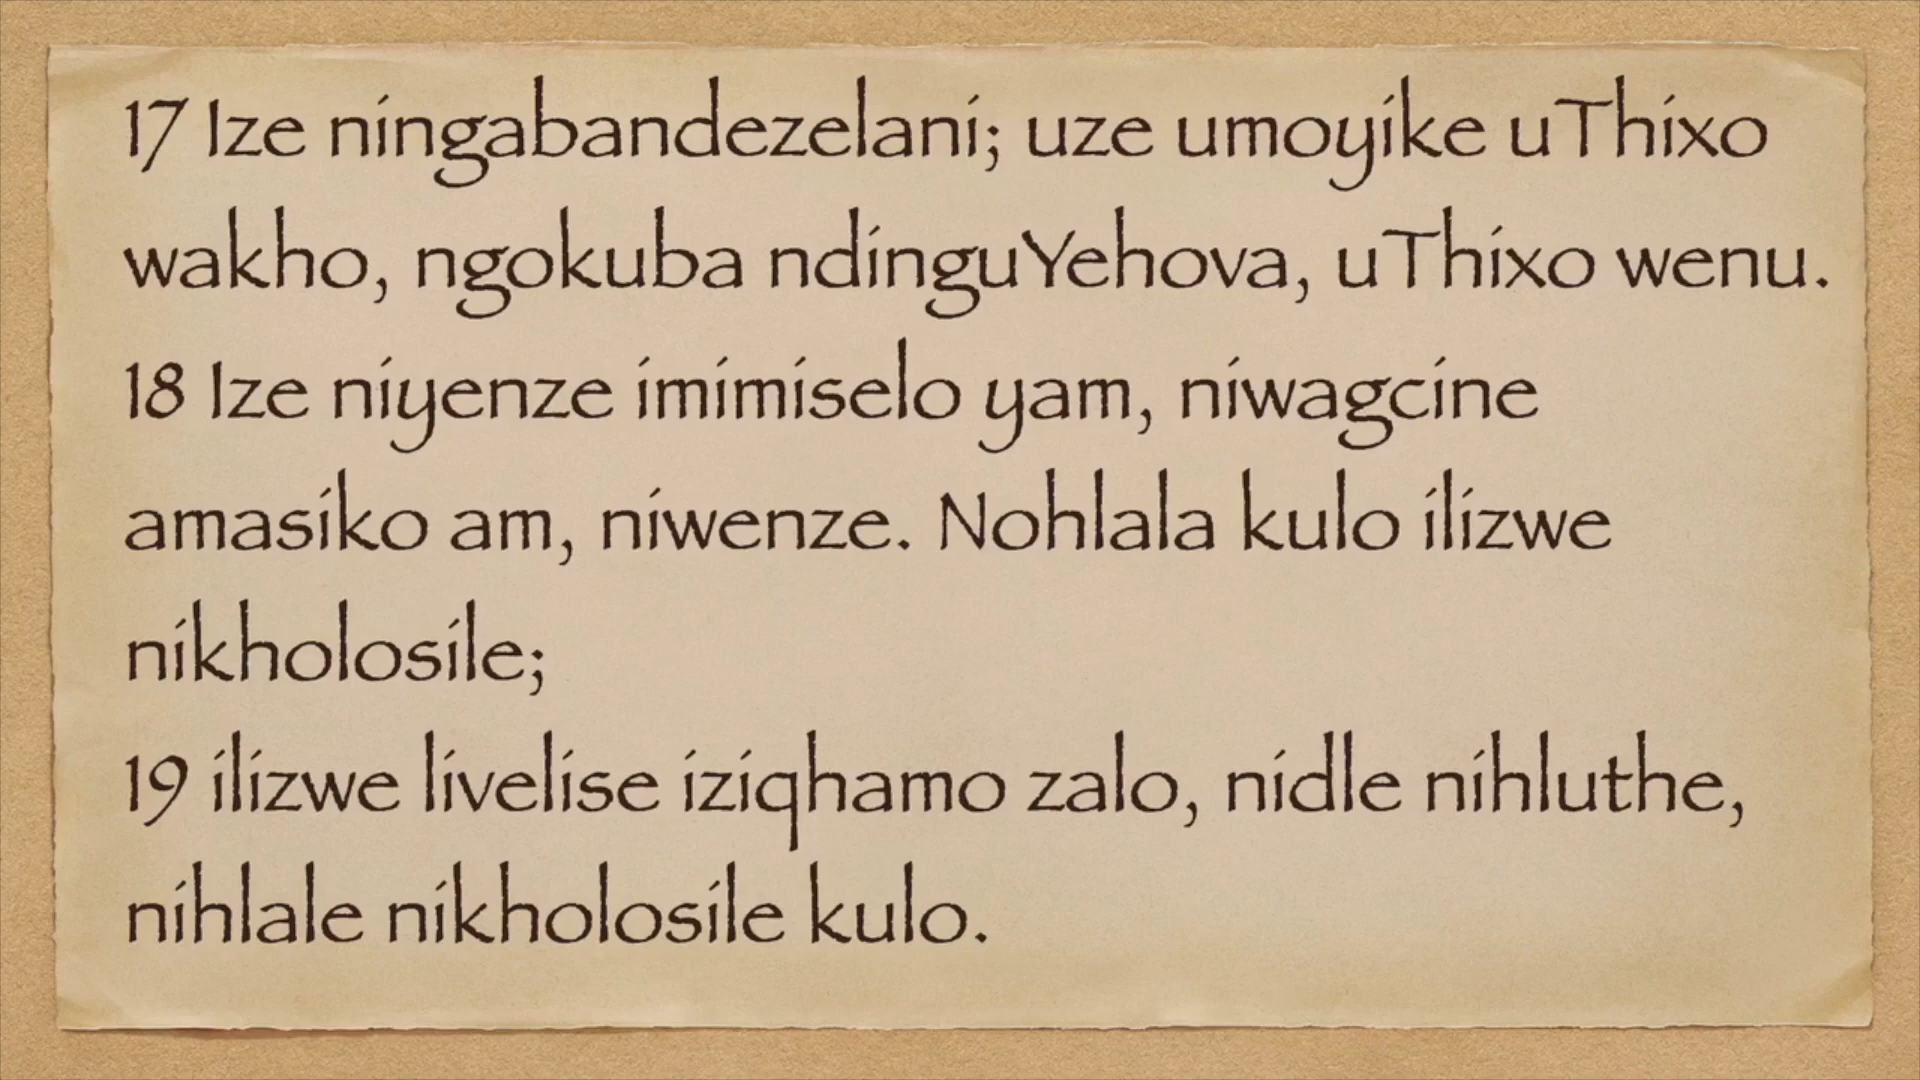 17 Ize ningabandezelani; uze umoyike uThixo
wakho, ngokuba ndinguYehova, uThixo wenu.
18 Ize niyenze imimiselo yam, niwagcine
amasiko am, niwenze. Nohlala kulo ilizwe
nikholosile;
19 ilizwe livelise iziqhamo zalo, nidle nihluthe,
nihlale nikholosile kulo.